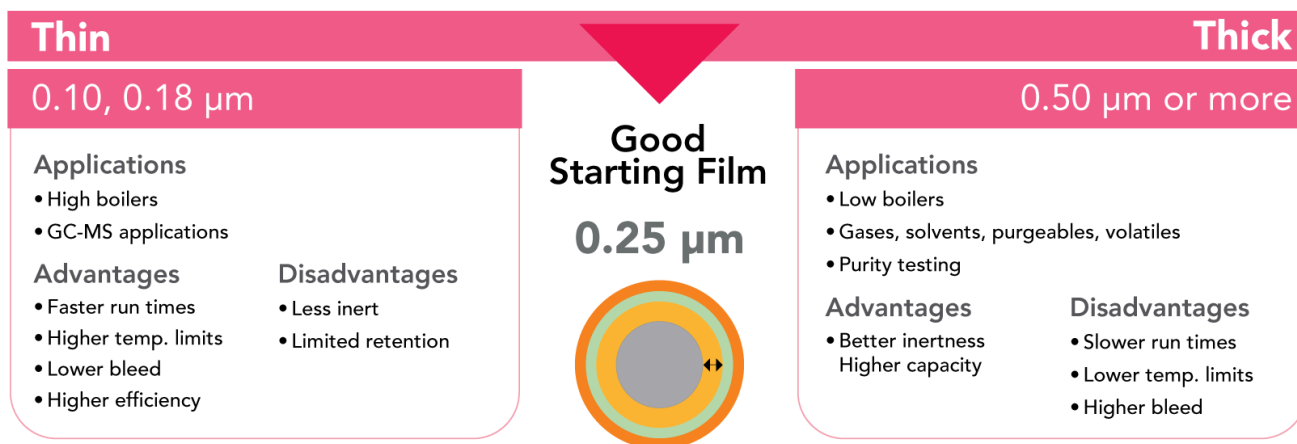 Thin
Thick
0.10, 0.18 µm
Applications
• High boilers
• GC-MS applications
Advantages
• Faster run times
• Higher temp. limits
• Lower bleed
• Higher efficiency
Disadvantages
• Less inert
• Limited retention
Good
Starting Film
0.25 µm
0.50 µm or more
Applications
• Low boilers
• Gases, solvents, purgeables, volatiles
• Purity testing
Advantages
• Better inertness
Higher capacity
Disadvantages
• Slower run times
• Lower temp. limits
• Higher bleed